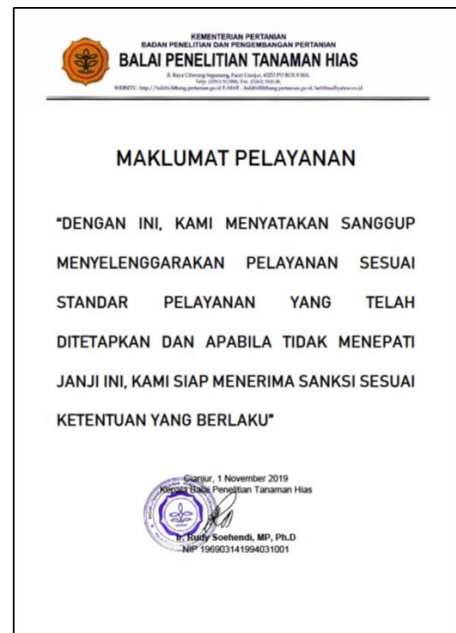 KEMENTERIAN PERTANIAN
BADAN PENELITIAN DAN PENGEMBANGAN PERTANIAN
BALAI PENELITIAN TANAMAN HIAS
MAKLUMAT PELAYANAN
"DENGAN INI, KAMI MENYATAKAN SANGGUP
MENYELENGGARAKAN PELAYANAN SESUAI
STANDAR PELAYANAN YANG TELAH
DITETAPKAN DAN APABILA TIDAK MENEPATI
JANJI INI, KAMI SIAP MENERIMA SANKSI SESUAI
KETENTUAN YANG BERLAKU"
Cianjur, 1 November 2019
Kepala Balai Penelitian Tanaman Hias
Ir. Rudy Soehendi, MP, Ph.D
NIP 196903141994031001